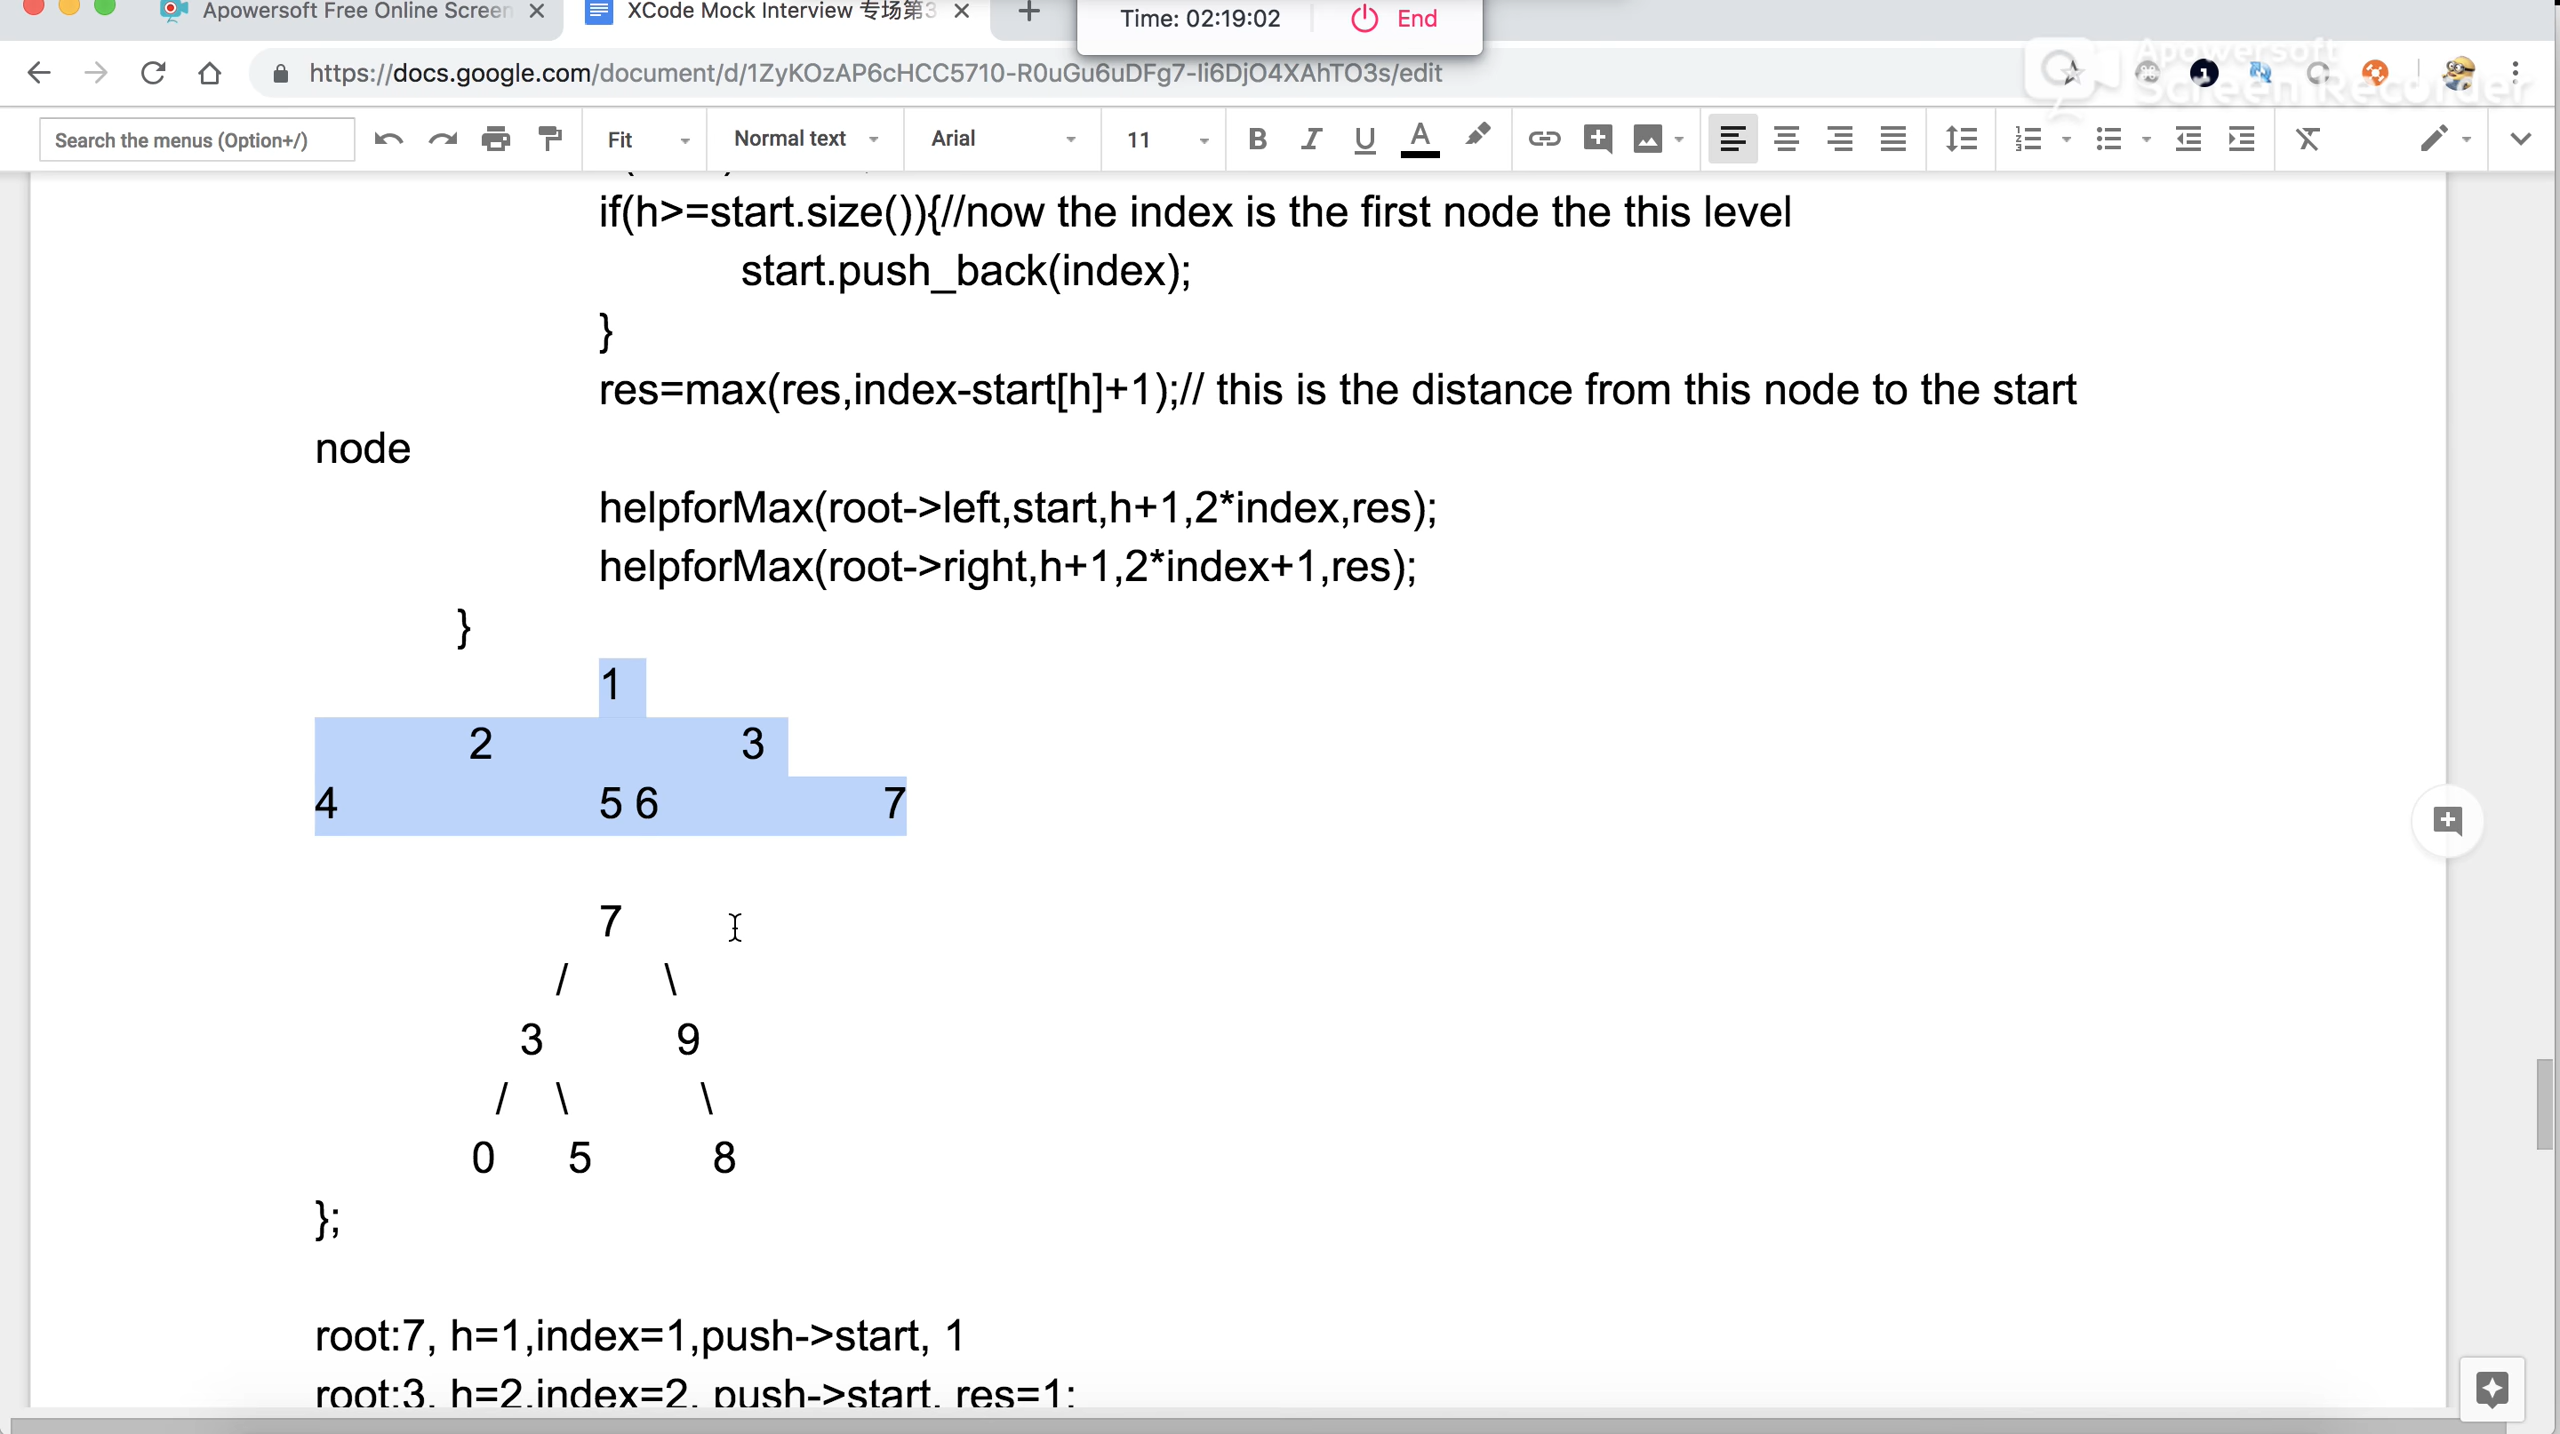 Apowersoft Free Online Screen
XCode Mock Interview 专场第3
Time: 02:19:02
End
https://docs.google.com/document/d/1ZyKOzAP6cHCC5710-R0uGu6uDFg7-Ii6DjO4XAhTO3s/edit
Apowersoft
Screen Recorder
Search the menus (Option+/)
Fit
Normal text
Arial
11
if(h>=start.size()){//now the index is the first node the this level
start.push_back(index);
}
res=max(res,index-start[h]+1);// this is the distance from this node to the start
node
helpforMax(root->left,start,h+1,2*index,res);
helpforMax(root->right,h+1,2*index+1,res);
}
1
2 3
4 5 6 7
7
/ \
3 9
/ \ \
0 5 8
};
root:7, h=1,index=1,push->start, 1
root:3, h=2,index=2, push->start, res=1;